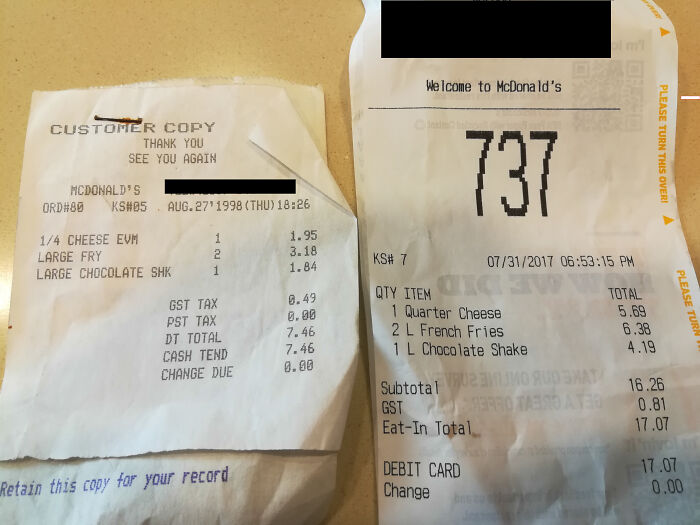 CUSTOMER COPY
THANK YOU
SEE YOU AGAIN
MCDONALD'S
ORD#80 KS#05 AUG.27'1998(THU)18:26
1/4 CHEESE EVM 1 1.95
LARGE FRY 2 3.18
LARGE CHOCOLATE SHK 1 1.84
GST TAX 0.49
PST TAX 0.00
DT TOTAL 7.46
CASH TEND 7.46
CHANGE DUE 0.00
Retain this copy for your record
Welcome to McDonald's
737
KS# 7 07/31/2017 06:53:15 PM
QTY ITEM TOTAL
1 Quarter Cheese 5.69
2 L French Fries 6.38
1 L Chocolate Shake 4.19
Subtotal 16.26
GST 0.81
Eat-In Total 17.07
DEBIT CARD 17.07
Change 0.00
PLEASE TURN THIS OVER!
PLEASE TURN